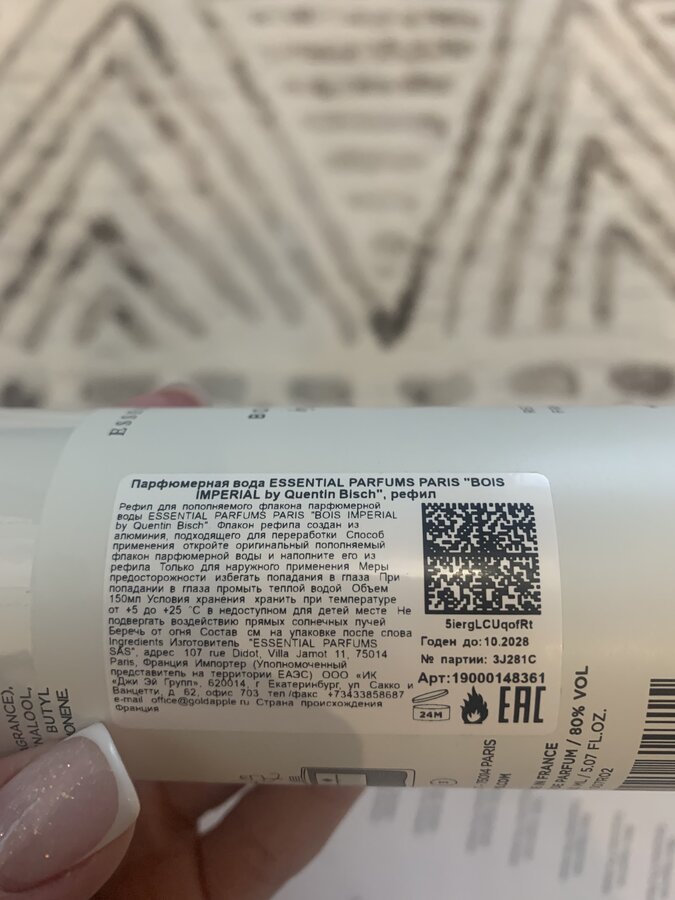 Парфюмерная вода ESSENTIAL PARFUMS PARIS "BOIS
IMPERIAL by Quentin Bisch", рефил
Рефил для пополняемого флакона парфюмерной
воды ESSENTIAL PARFUMS PARIS "BOIS IMPERIAL
by Quentin Bisch" Флакон рефила создан из
алюминия, подходящего для переработки Способ
применения откройте оригинальный пополняемый
флакон парфюмерной воды и наполните его из
рефила Только для наружного применения Меры
предосторожности избегать попадания в глаза При
попадании в глаза промыть теплой водой Объем
150мл Условия хранения хранить при температуре
от +5 до +25 °C в недоступном для детей месте Не
подвергать воздействию прямых солнечных лучей
Беречь от огня Состав см на упаковке после слова
Ingredients Изготовитель "ESSENTIAL PARFUMS
SAS", адрес 107 rue Didot, Villa Jamot 11, 75014
Paris, Франция Импортер (Уполномоченный
представитель на территории ЕАЭС) ООО «ИК
«Джи Эй Групп», 620014, г Екатеринбург, ул Сакко и
Ванцетти, д 62, офис 703 тел /факс +73433858687
e-mail office@goldapple ru Страна происхождения
Франция
5iergLCUqofRt
Годен до: 10.2028
№ партии: 3J281C
Арт:19000148361
24M
EAC
AGRANCE),
NALOOL,
BUTYL
ONENE
75014 PARIS
IN FRANCE
DE PARFUM / 80% VOL
ML / 5.07 FL.OZ.